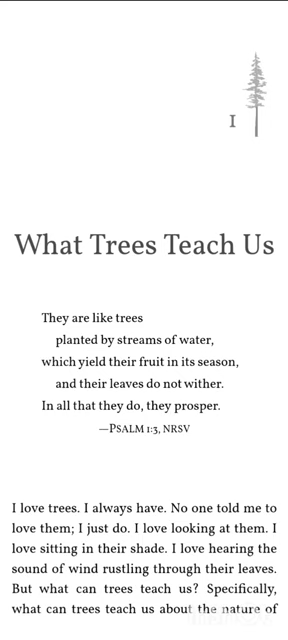 I
What Trees Teach Us
They are like trees
planted by streams of water,
which yield their fruit in its season,
and their leaves do not wither.
In all that they do, they prosper.
—PSALM 1:3, NRSV
I love trees. I always have. No one told me to
love them; I just do. I love looking at them. I
love sitting in their shade. I love hearing the
sound of wind rustling through their leaves.
But what can trees teach us? Specifically,
what can trees teach us about the nature of